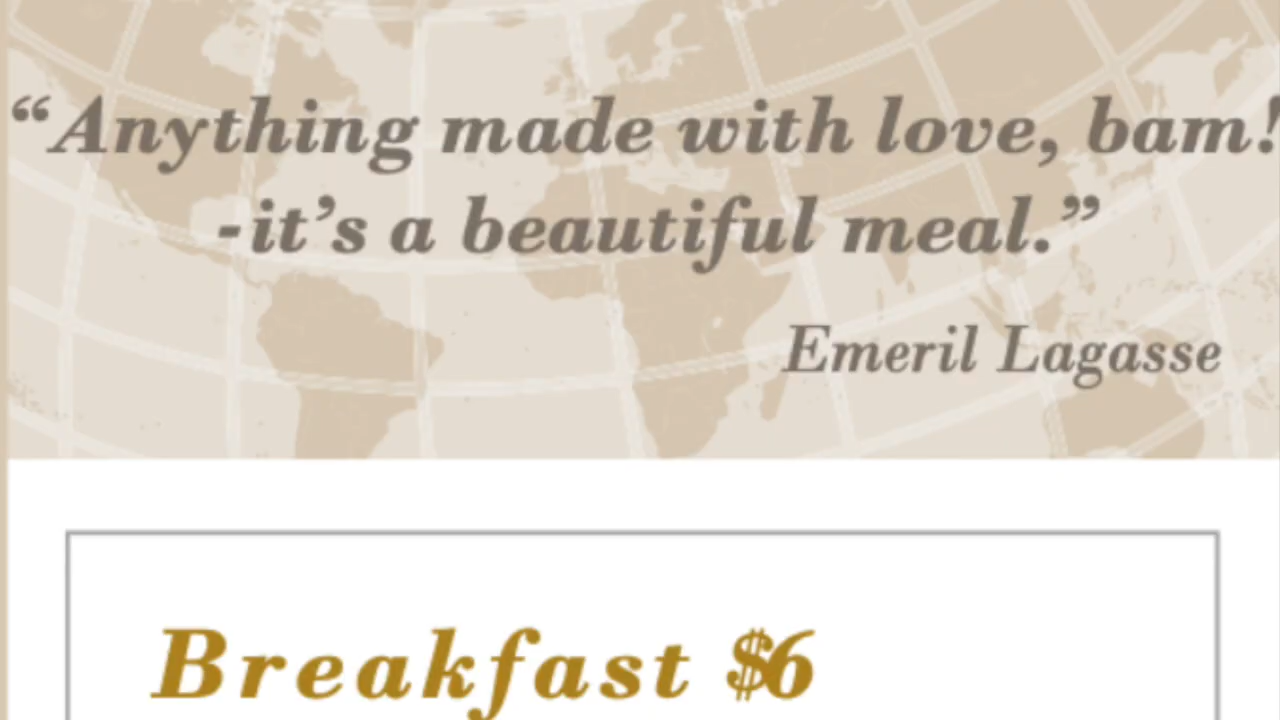 “Anything made with love, bam!
-it’s a beautiful meal.”
Emeril Lagasse
Breakfast $6